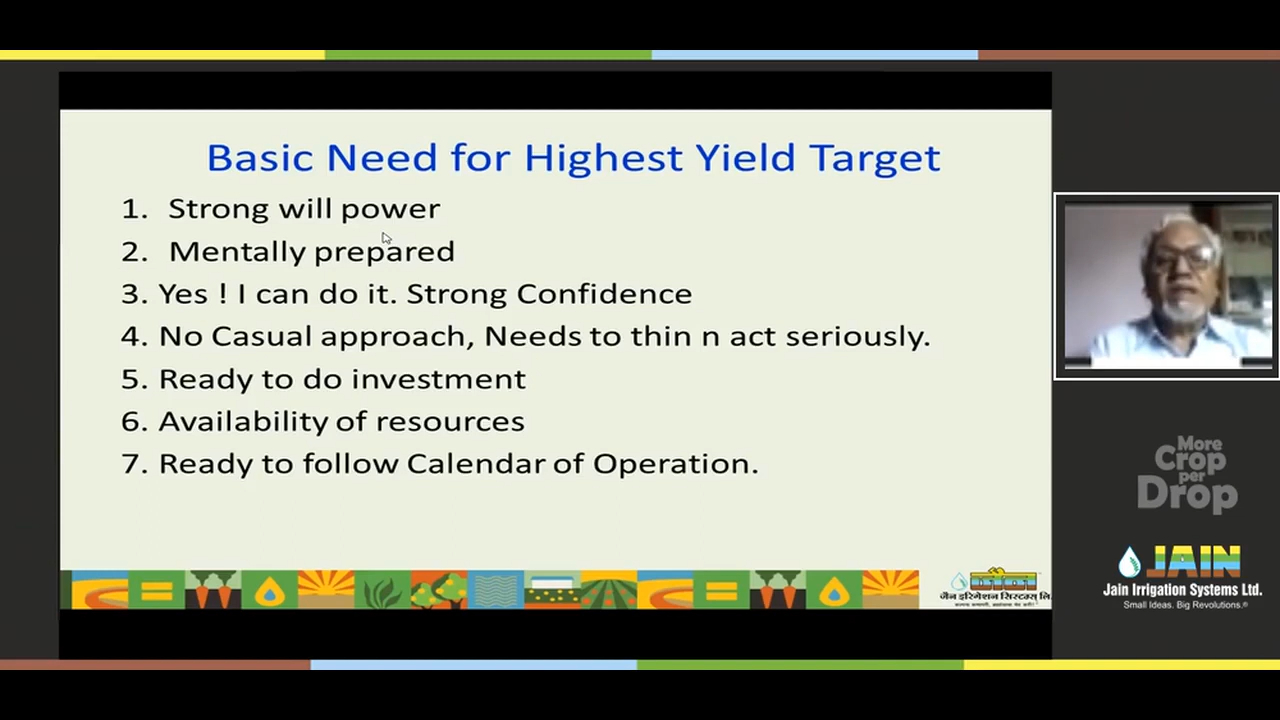 Basic Need for Highest Yield Target
1. Strong will power
2. Mentally prepared
3. Yes ! I can do it. Strong Confidence
4. No Casual approach, Needs to thin n act seriously.
5. Ready to do investment
6. Availability of resources
7. Ready to follow Calendar of Operation.
More
Crop
per
Drop
JAIN
Jain Irrigation Systems Ltd.
Small Ideas. Big Revolutions.®
जैन इरिगेशन सिस्टम्स लि.